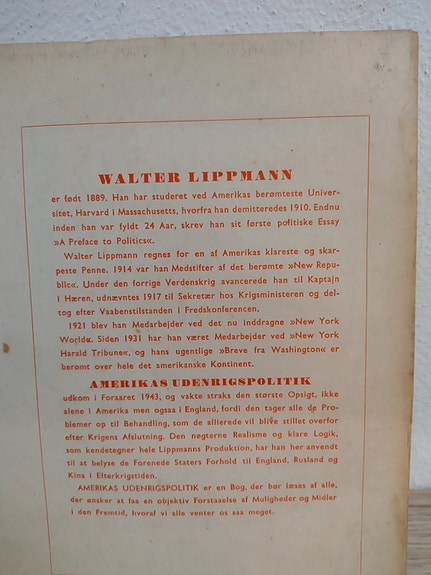 WALTER LIPPMANN
er født 1889. Han har studeret ved Amerikas berømteste Univer-
sitet, Harvard i Massachusetts, hvorfra han demitteredes 1910. Endnu
inden han var fyldt 24 Aar, skrev han sit første politiske Essay
»A Preface to Politics«.
Walter Lippmann regnes for en af Amerikas klareste og skar-
peste Penne. 1914 var han Medstifter af det berømte »New Repu-
blic«. Under den forrige Verdenskrig avancerede han til Kaptajn
i Hæren, udnævntes 1917 til Sekretær hos Krigsministeren og del-
tog efter Vaabenstilstanden i Fredskonferencen.
1921 blev han Medarbejder ved det nu inddragne »New York
World«. Siden 1931 har han været Medarbejder ved »New York
Harald Tribune«, og hans ugentlige »Breve fra Washington« er
berømt over hele det amerikanske Kontinent.
AMERIKAS UDENRIGSPOLITIK
udkom i Foraaret 1943, og vakte straks den største Opsigt, ikke
alene i Amerika men ogsaa i England, fordi den tager alle de Pro-
blemer op til Behandling, som de allierede vil blive stillet overfor
efter Krigens Afslutning. Den nøgterne Realisme og klare Logik,
som kendetegner hele Lippmanns Produktion, har han her anvendt
til at belyse de Forenede Staters Forhold til England, Rusland og
Kina i Efterkrigstiden.
AMERIKAS UDENRIGSPOLITIK er en Bog, der bør læses af alle,
der ønsker at faa en objektiv Forstaaelse af Muligheder og Midler
i den Fremtid, hvoraf vi alle venter os saa meget.